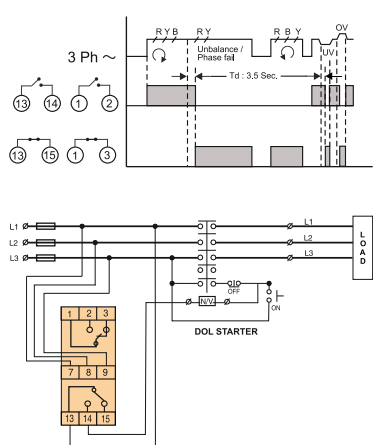 R Y B R Y R B Y OV
3 Ph ~
Unbalance /
Phase fail
UV
Td : 3.5 Sec.
13 14 1 2
13 15 1 3
L1 L1
L2 L2
L3 L3
LOAD
OFF
N/V
ON
DOL STARTER
1 2 3
7 8 9
13 14 15